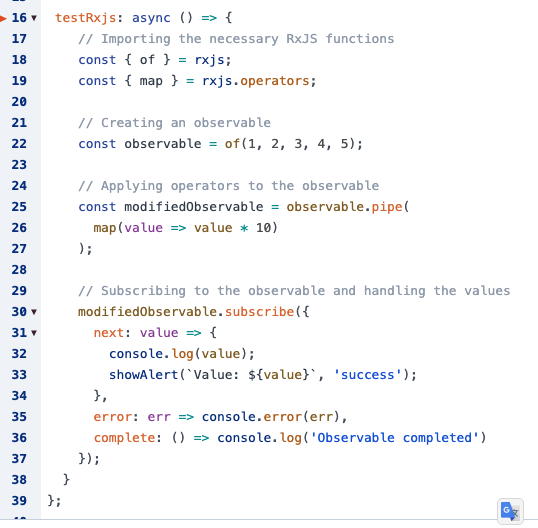 16 testRxjs: async () => {
17 // Importing the necessary RxJS functions
18 const { of } = rxjs;
19 const { map } = rxjs.operators;
20
21 // Creating an observable
22 const observable = of(1, 2, 3, 4, 5);
23
24 // Applying operators to the observable
25 const modifiedObservable = observable.pipe(
26 map(value => value * 10)
27 );
28
29 // Subscribing to the observable and handling the values
30 modifiedObservable.subscribe({
31 next: value => {
32 console.log(value);
33 showAlert(`Value: ${value}`, 'success');
34 },
35 error: err => console.error(err),
36 complete: () => console.log('Observable completed')
37 });
38 }
39 };